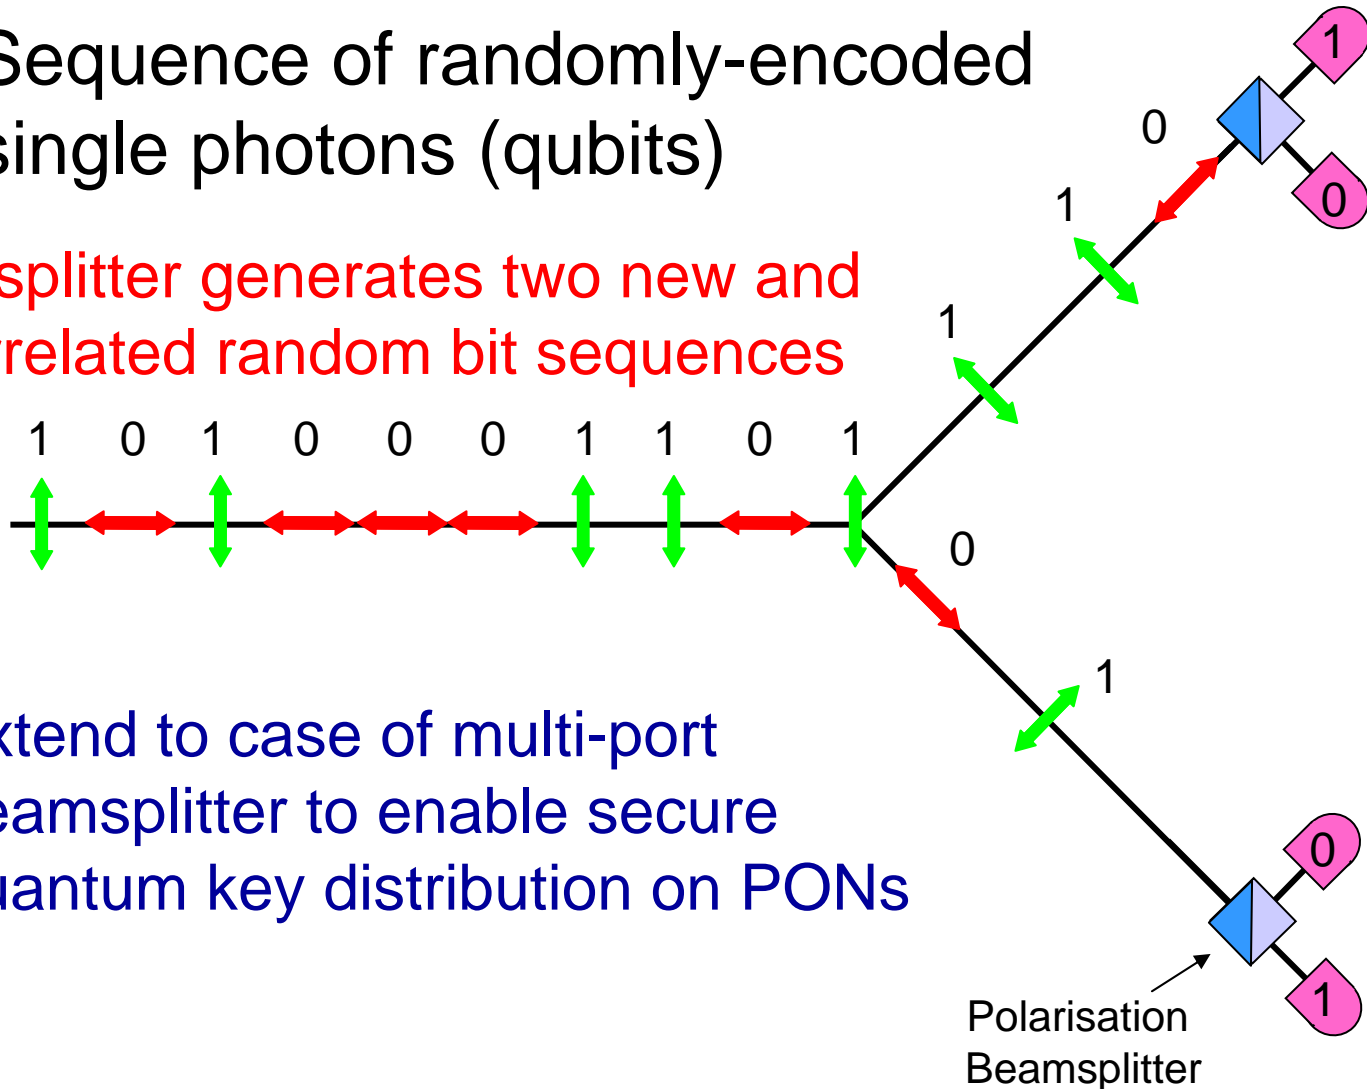 Sequence of randomly-encoded
single photons (qubits)
splitter generates two new and
rrelated random bit sequences
1 0 1 0 0 0 1 1 0 1
1
0
0
1
1
0
1
xtend to case of multi-port
eamsplitter to enable secure
uantum key distribution on PONs
0
1
Polarisation
Beamsplitter